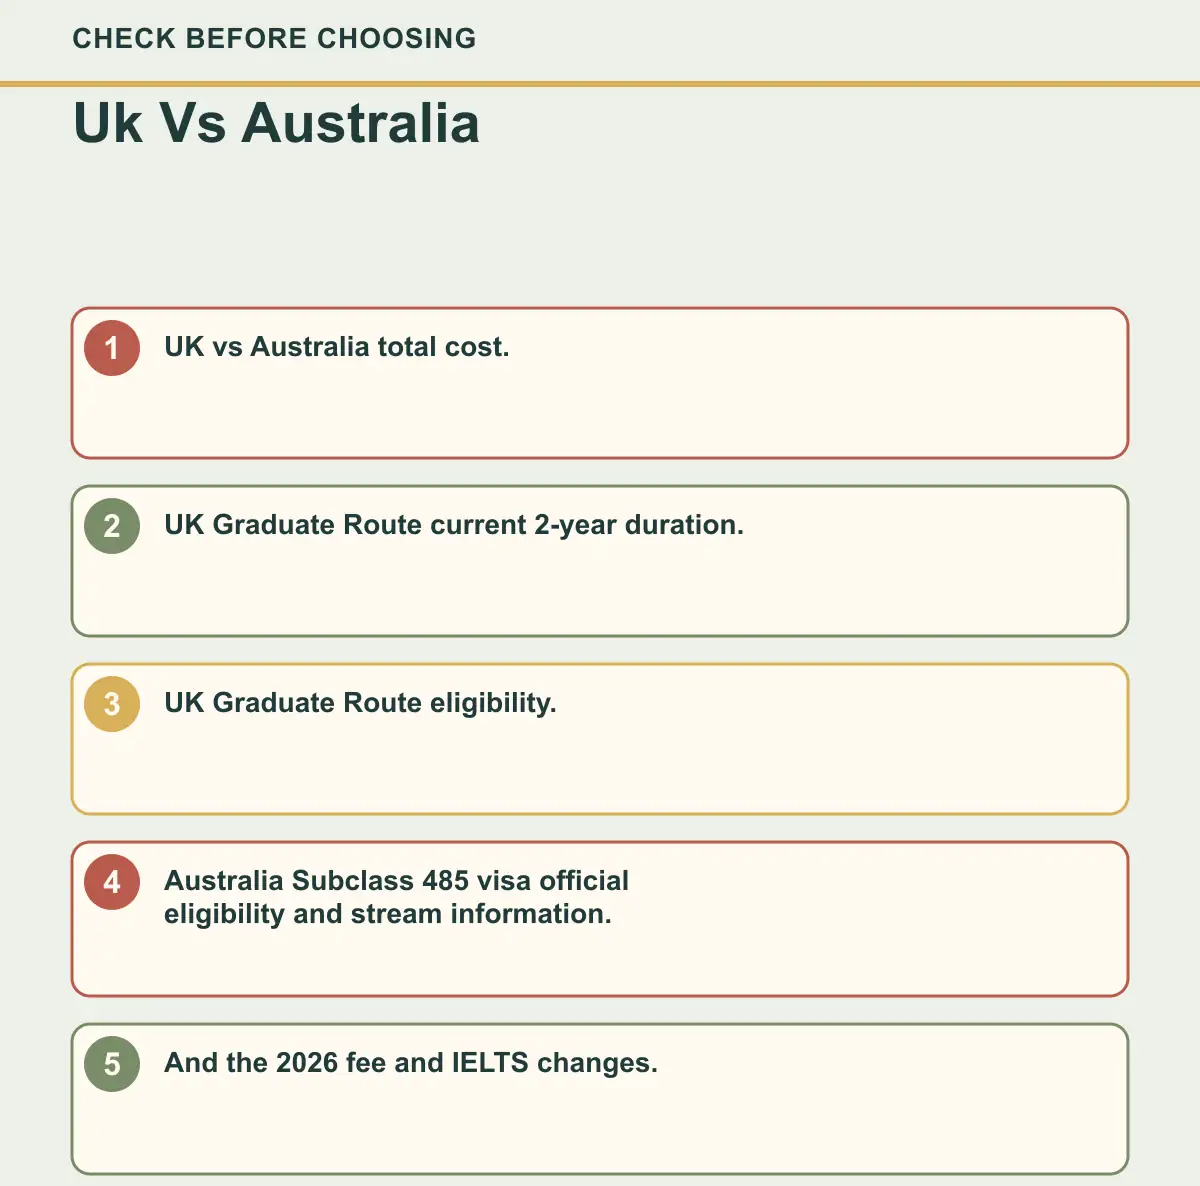 CHECK BEFORE CHOOSING
Uk Vs Australia
1
UK vs Australia total cost.
2
UK Graduate Route current 2-year duration.
3
UK Graduate Route eligibility.
4
Australia Subclass 485 visa official
eligibility and stream information.
5
And the 2026 fee and IELTS changes.